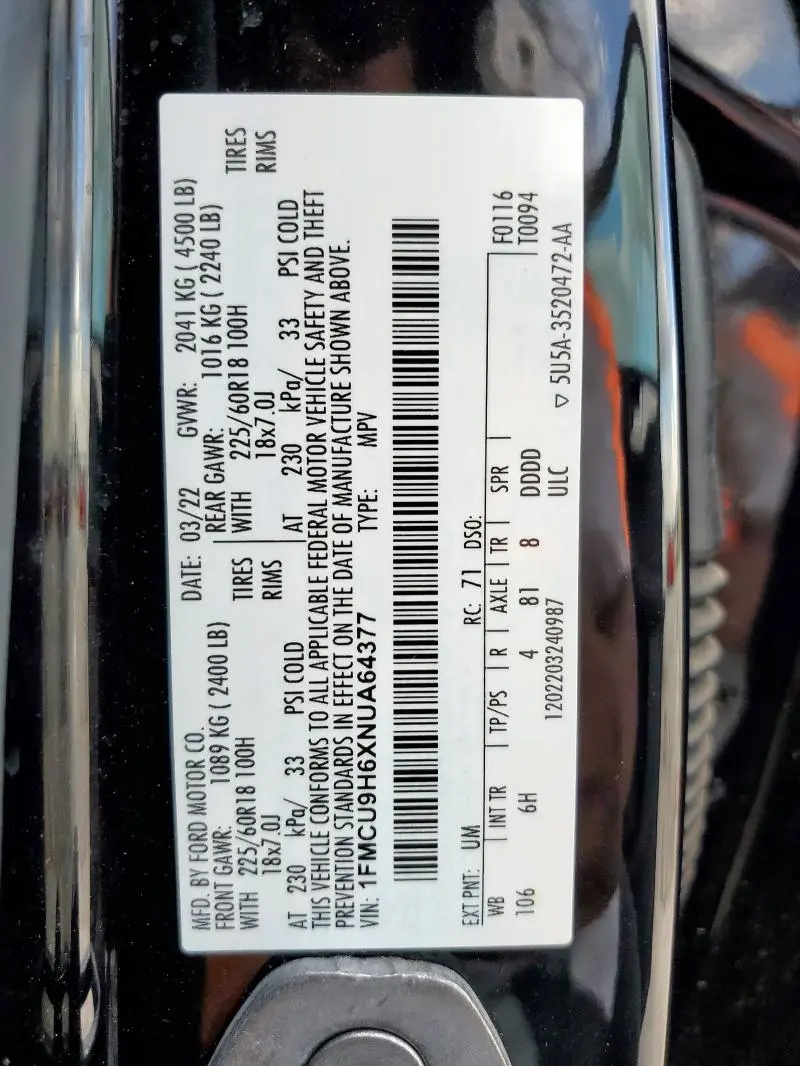 MFD. BY FORD MOTOR CO. DATE: 03/22 GVWR: 2041 KG ( 4500 LB)
FRONT GAWR: 1089 KG ( 2400 LB) REAR GAWR: 1016 KG ( 2240 LB)
WITH 225/60R18 100H TIRES WITH 225/60R18 100H TIRES
18x7.0J RIMS 18x7.0J RIMS
AT 230 kPa/ 33 PSI COLD AT 230 kPa/ 33 PSI COLD
THIS VEHICLE CONFORMS TO ALL APPLICABLE FEDERAL MOTOR VEHICLE SAFETY AND THEFT
PREVENTION STANDARDS IN EFFECT ON THE DATE OF MANUFACTURE SHOWN ABOVE.
VIN: 1FMCU9H6XNUA64377 TYPE: MPV
EXT PNT: UM RC: 71 DSO:
WB INT TR TP/PS R AXLE TR SPR F0116
106 6H 4 81 8 DDDD T0094
1202203240987 ULC ▽ 5U5A-3520472-AA